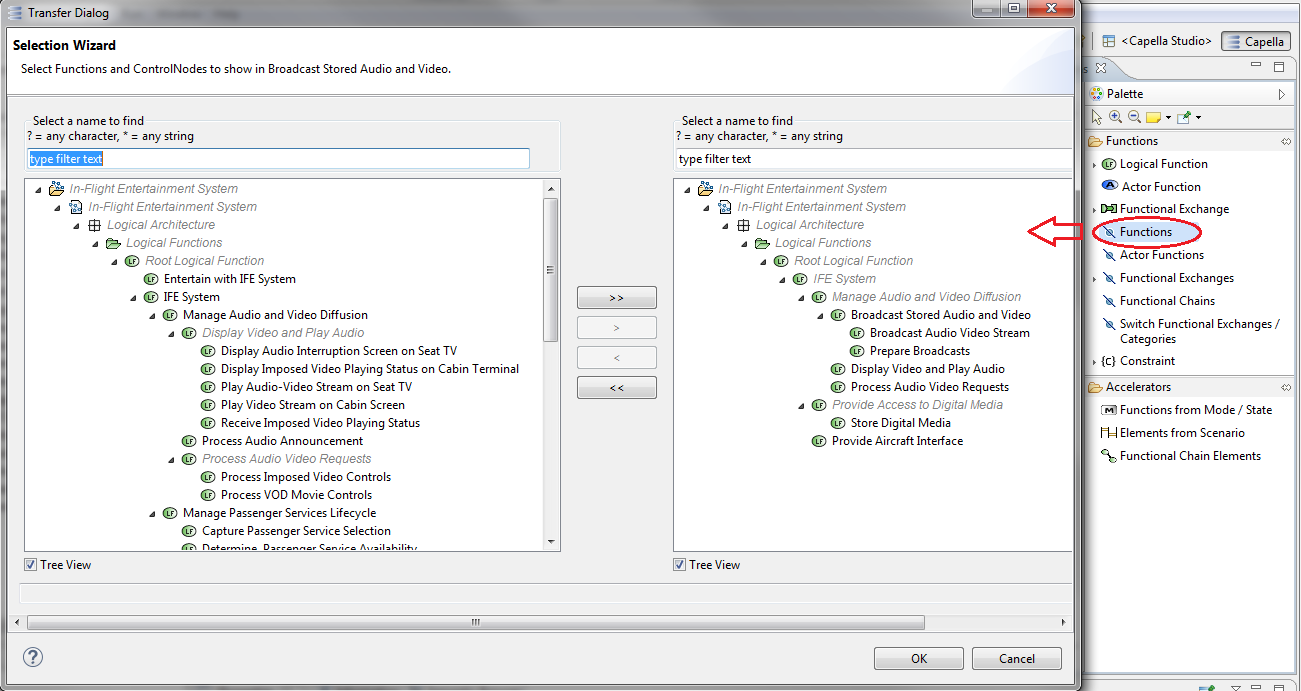 Transfer Dialog
Selection Wizard
Select Functions and ControlNodes to show in Broadcast Stored Audio and Video.
Select a name to find
? = any character, * = any string
type filter text
In-Flight Entertainment System
In-Flight Entertainment System
Logical Architecture
Logical Functions
Root Logical Function
Entertain with IFE System
IFE System
Manage Audio and Video Diffusion
Display Video and Play Audio
Display Audio Interruption Screen on Seat TV
Display Imposed Video Playing Status on Cabin Terminal
Play Audio-Video Stream on Seat TV
Play Video Stream on Cabin Screen
Receive Imposed Video Playing Status
Process Audio Announcement
Process Audio Video Requests
Process Imposed Video Controls
Process VOD Movie Controls
Manage Passenger Services Lifecycle
Capture Passenger Service Selection
Determine Passenger Service Availability
Tree View
>>
>
<
<<
Select a name to find
? = any character, * = any string
type filter text
In-Flight Entertainment System
In-Flight Entertainment System
Logical Architecture
Logical Functions
Root Logical Function
IFE System
Manage Audio and Video Diffusion
Broadcast Stored Audio and Video
Broadcast Audio Video Stream
Prepare Broadcasts
Display Video and Play Audio
Process Audio Video Requests
Provide Access to Digital Media
Store Digital Media
Provide Aircraft Interface
Tree View
OK
Cancel
<Capella Studio>
Capella
Palette
Functions
Logical Function
Actor Function
Functional Exchange
Functions
Actor Functions
Functional Exchanges
Functional Chains
Switch Functional Exchanges /
Categories
{c} Constraint
Accelerators
Functions from Mode / State
Elements from Scenario
Functional Chain Elements